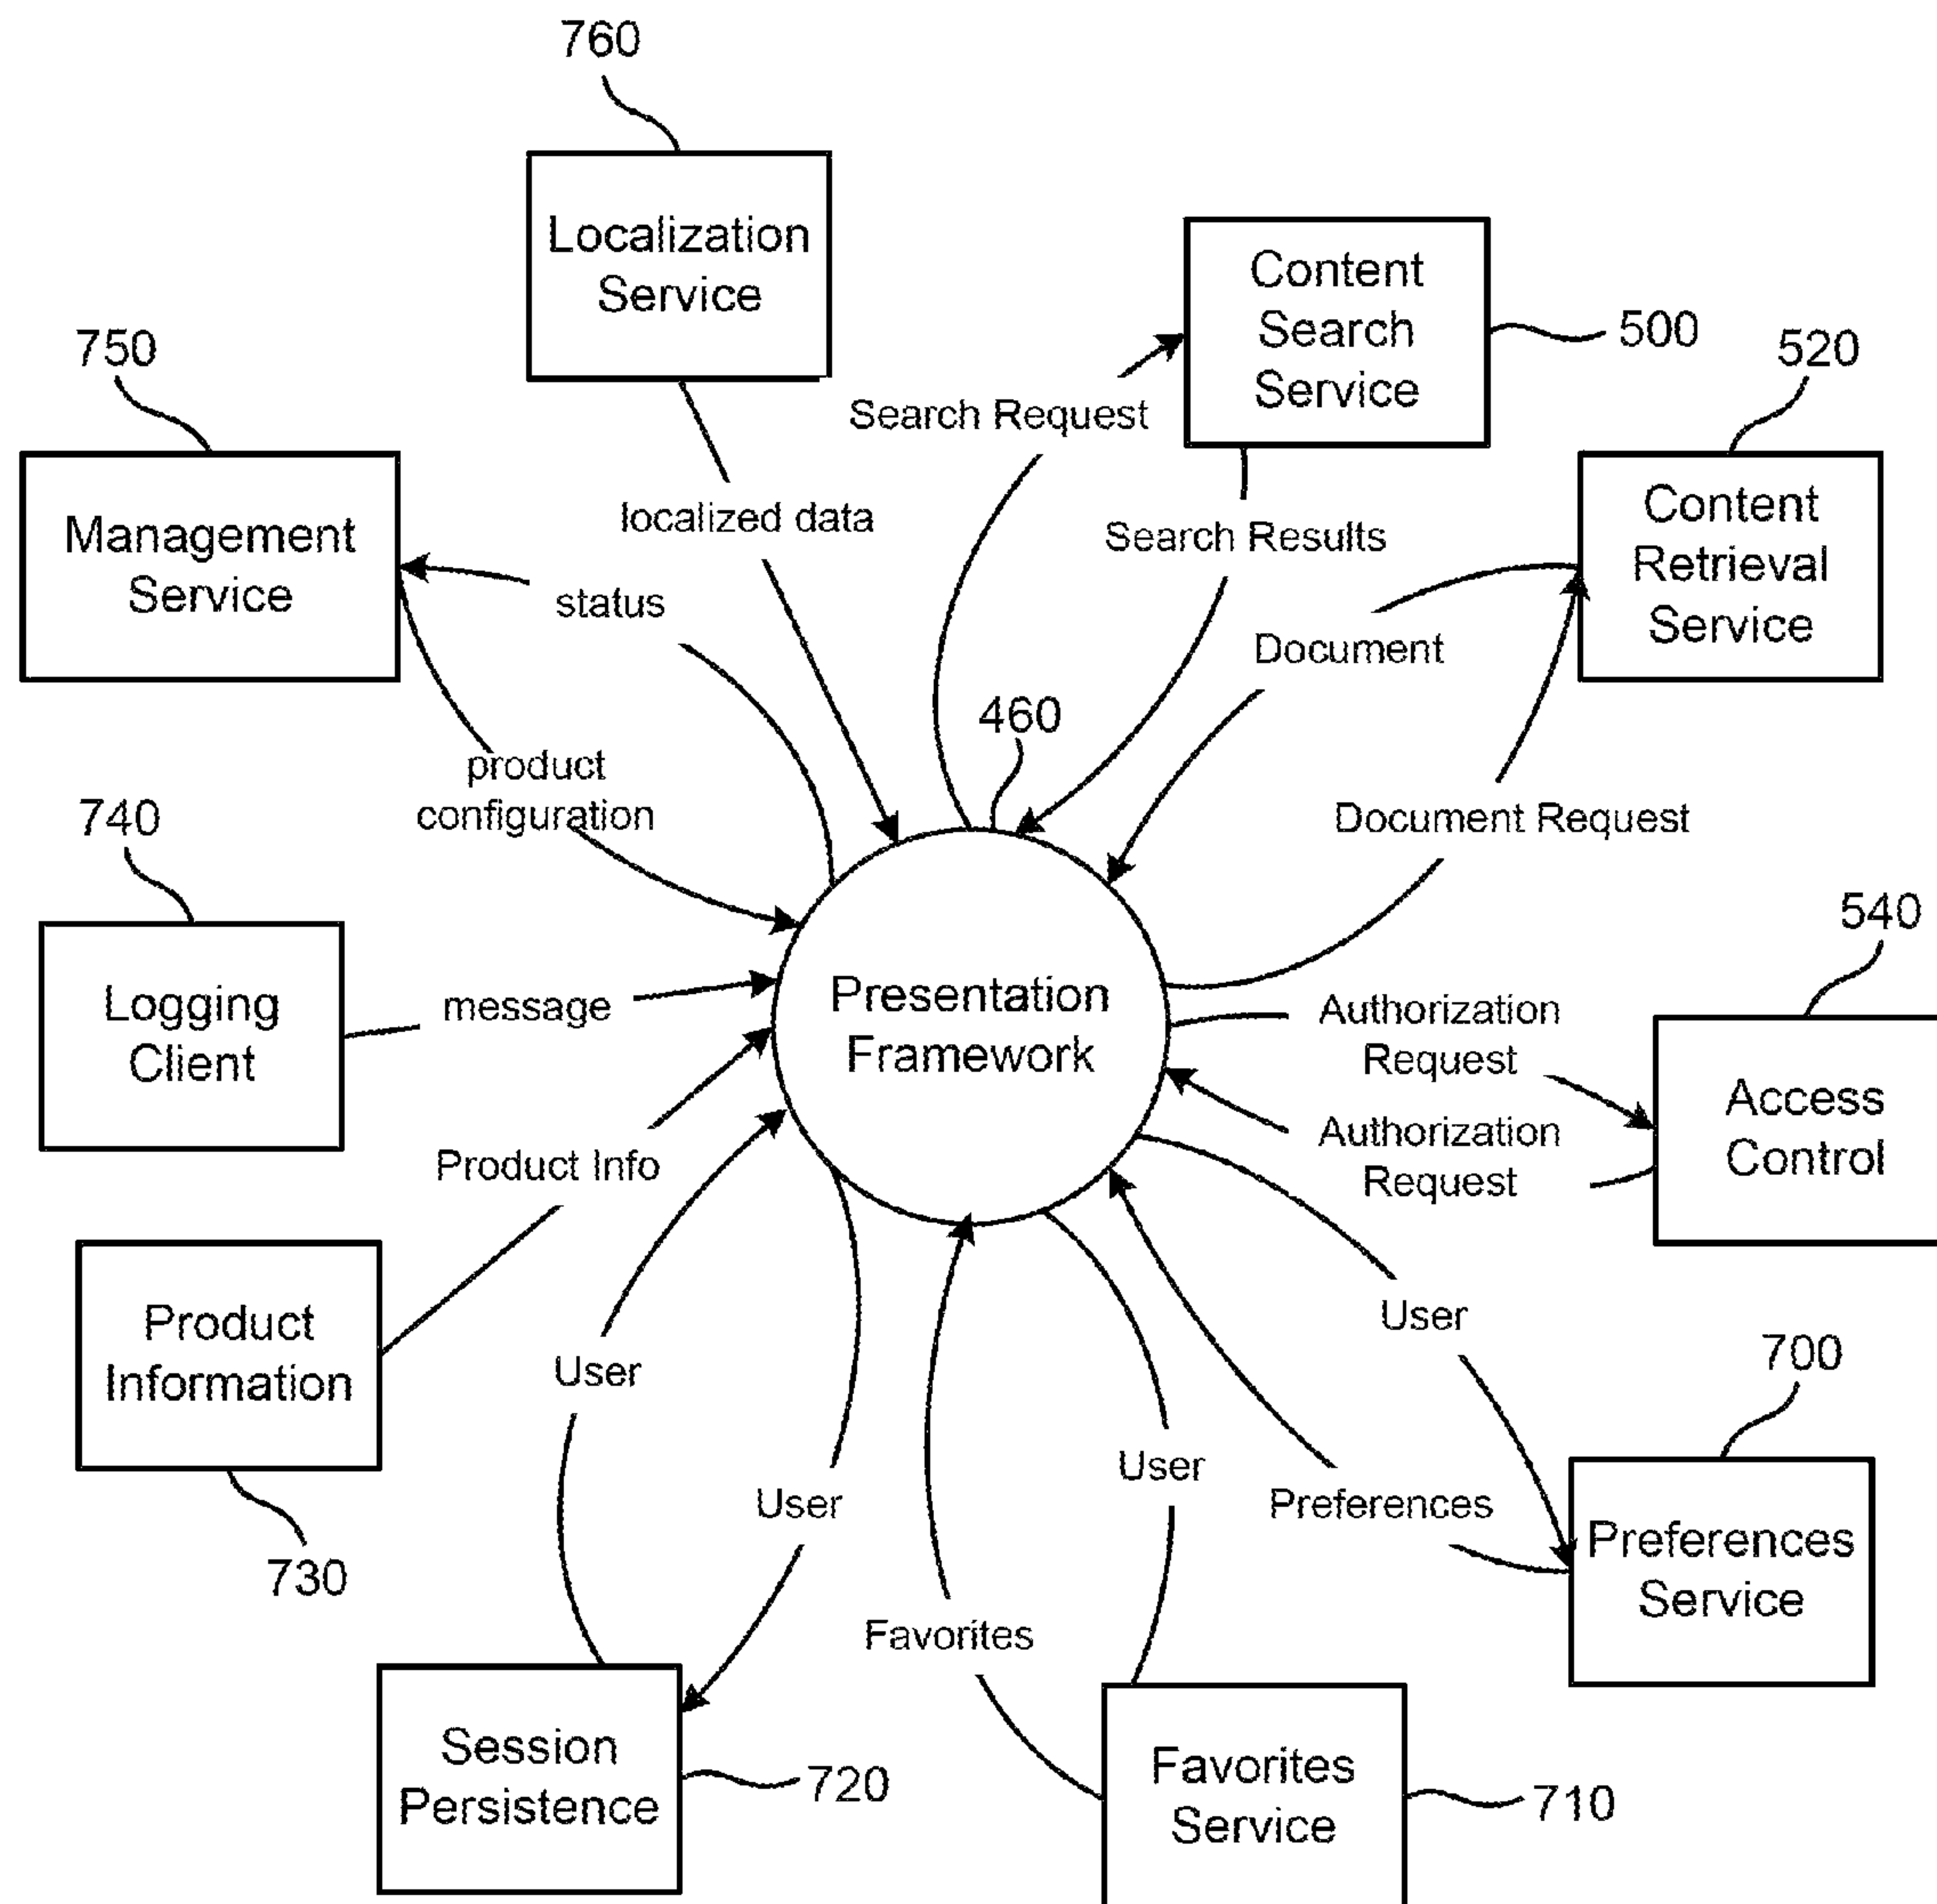 760
Localization
Service
Content
Search
Service
500
520
750
Search Request
Content
Retrieval
Service
Management
Service
localized data
Search Results
status
Document
460
product
configuration
Document Request
740
540
Logging
Client
message
Presentation
Framework
Authorization
Request
Access
Control
Authorization
Request
Product Info
Product
Information
User
User
700
730
User
User
Preferences
Preferences
Service
Favorites
Session
Persistence
720
Favorites
Service
710